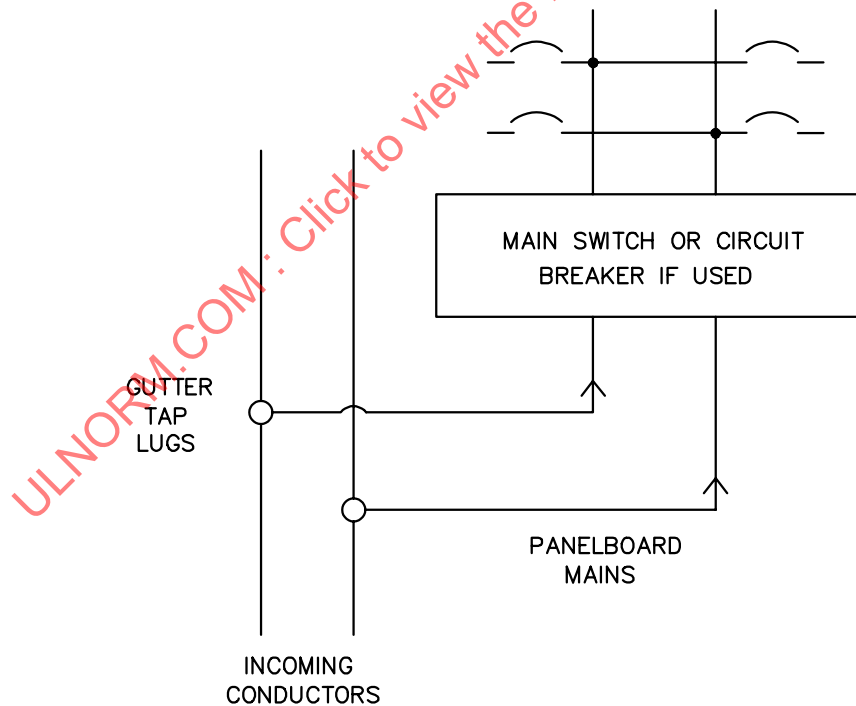 ULNORM.COM : Click to view the
MAIN SWITCH OR CIRCUIT
BREAKER IF USED
GUTTER
TAP
LUGS
PANELBOARD
MAINS
INCOMING
CONDUCTORS